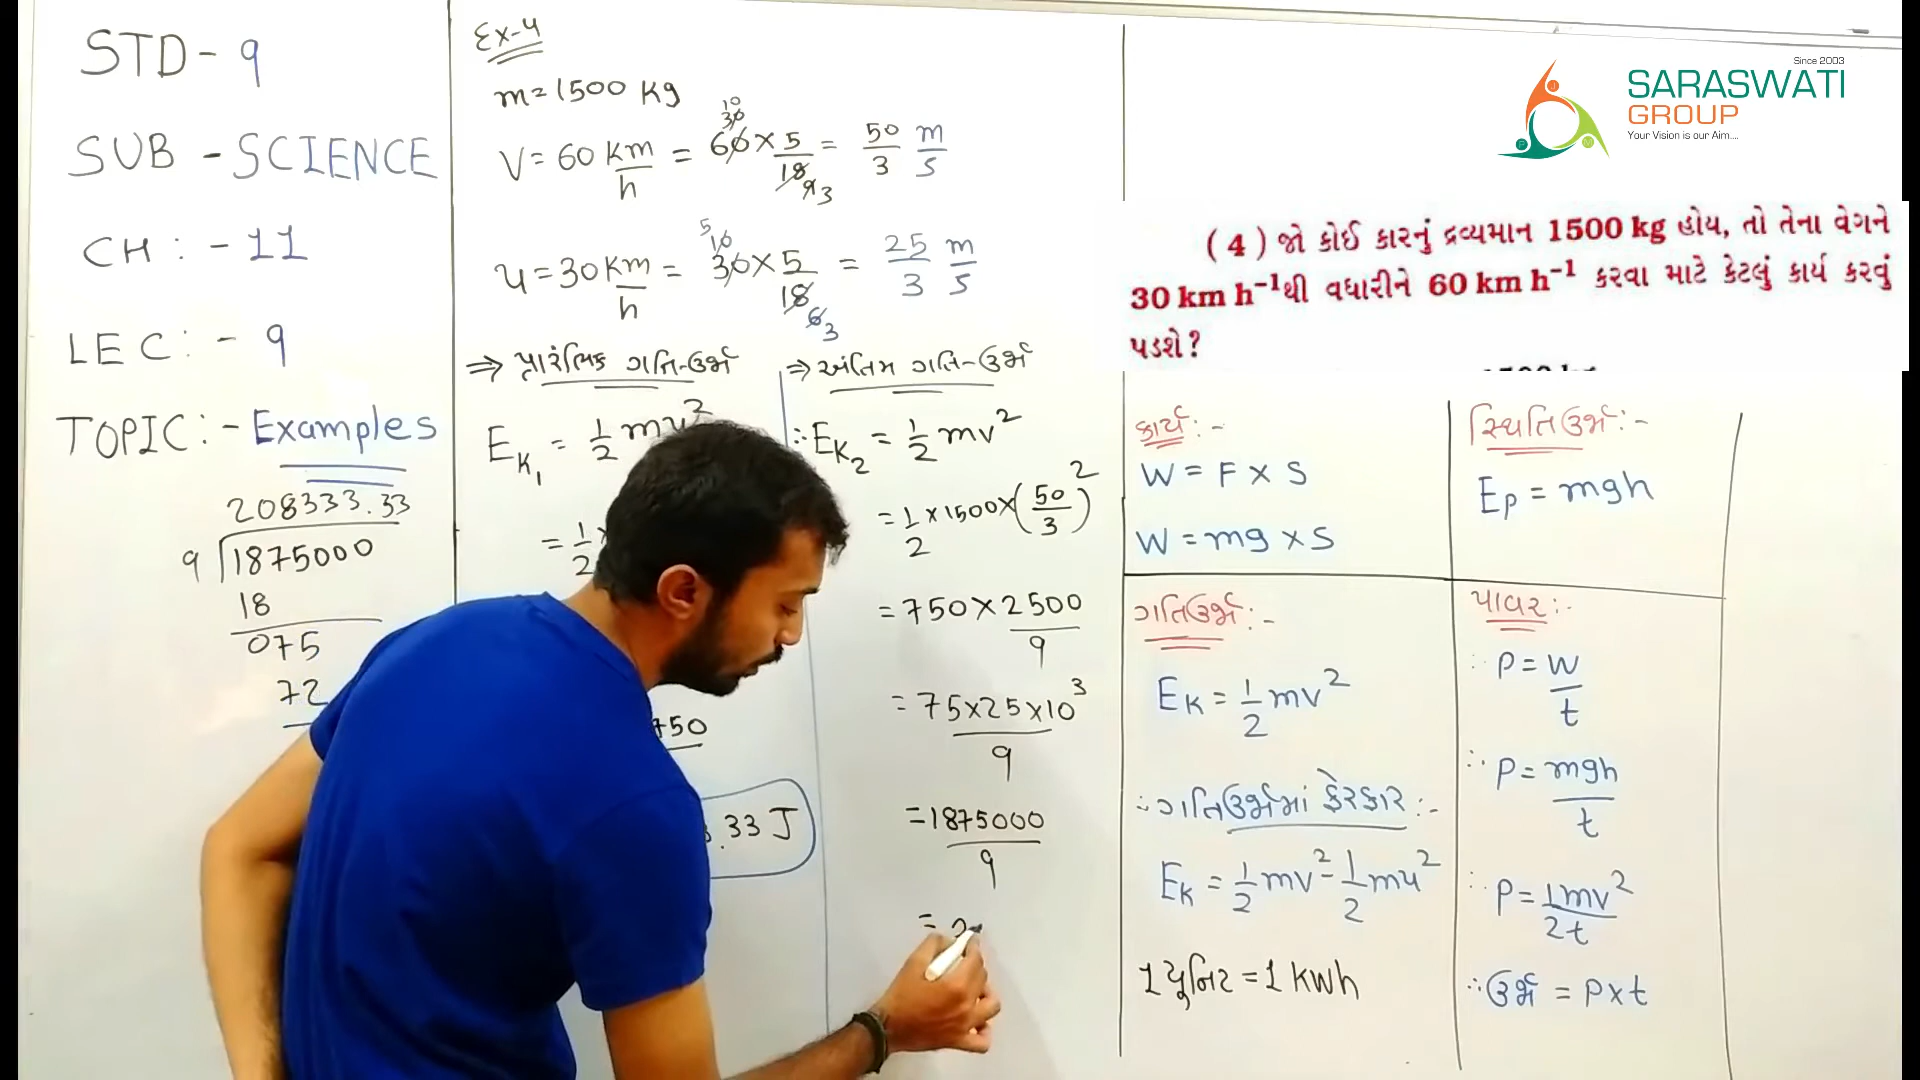 STD - 9
SUB - SCIENCE
CH : - 11
LEC : - 9
TOPIC : - Examples
208333.33
9 1875000
18
075
72
Ex-4
m = 1500 kg
V = 60 km/h = 60 × 5/18 = 50/3 m/s
u = 30 km/h = 30 × 5/18 = 25/3 m/s
⇒ પ્રારંભિક ગતિ-ઉર્જા
EK1 = 1/2 mu²
= 1/2
750
.33 J
⇒ અંતિમ ગતિ-ઉર્જા
∴ EK2 = 1/2 mv²
= 1/2 × 1500 × (50/3)²
= 750 × 2500/9
= 75×25×10³/9
= 1875000/9
= 2
Since 2003
SARASWATI
GROUP
Your Vision is our Aim....
( 4 ) જો કોઈ કારનું દ્રવ્યમાન 1500 kg હોય, તો તેના વેગને
30 km h⁻¹થી વધારીને 60 km h⁻¹ કરવા માટે કેટલું કાર્ય કરવું
પડશે ?
કાર્ય : -
W = F × S
W = mg × S
સ્થિતિઉર્જા : -
Ep = mgh
ગતિઉર્જા : -
EK = 1/2 mv²
∴ ગતિઉર્જામાં ફેરફાર : -
EK = 1/2 mv² - 1/2 mu²
1 યૂનિટ = 1 kwh
પાવર : -
∴ P = W/t
∴ P = mgh/t
∴ P = 1mv²/2t
∴ ઉર્જા = P × t